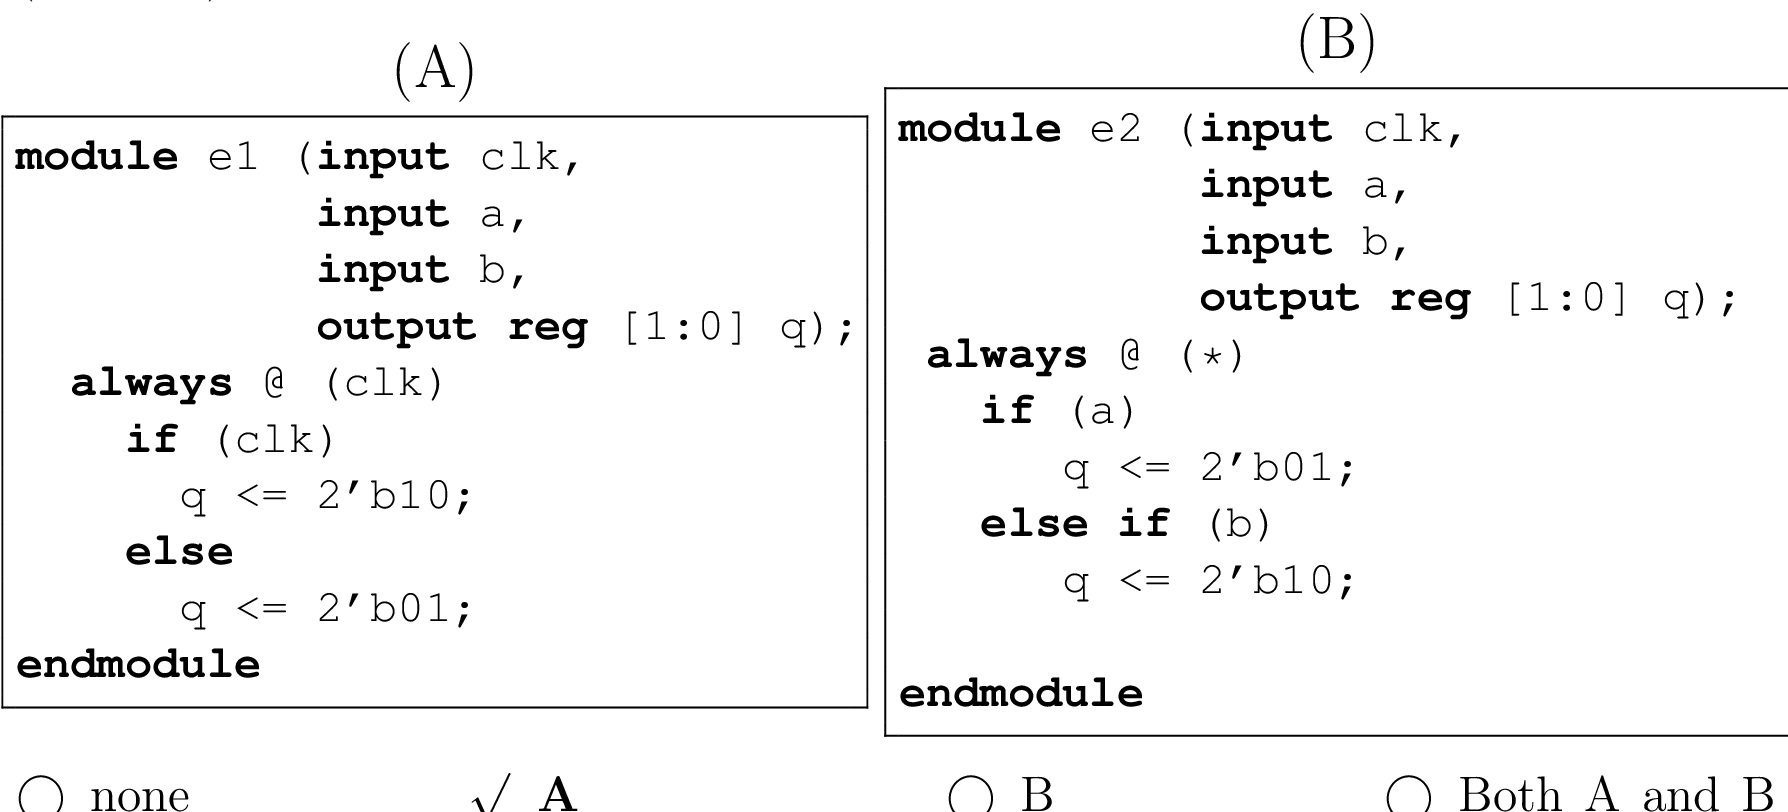 (A)
module e1 (input clk,
input a,
input b,
output reg [1:0] q);
always @ (clk)
if (clk)
q <= 2'b10;
else
q <= 2'b01;
endmodule
(B)
module e2 (input clk,
input a,
input b,
output reg [1:0] q);
always @ (*)
if (a)
q <= 2'b01;
else if (b)
q <= 2'b10;
endmodule
○ none √ A ○ B ○ Both A and B